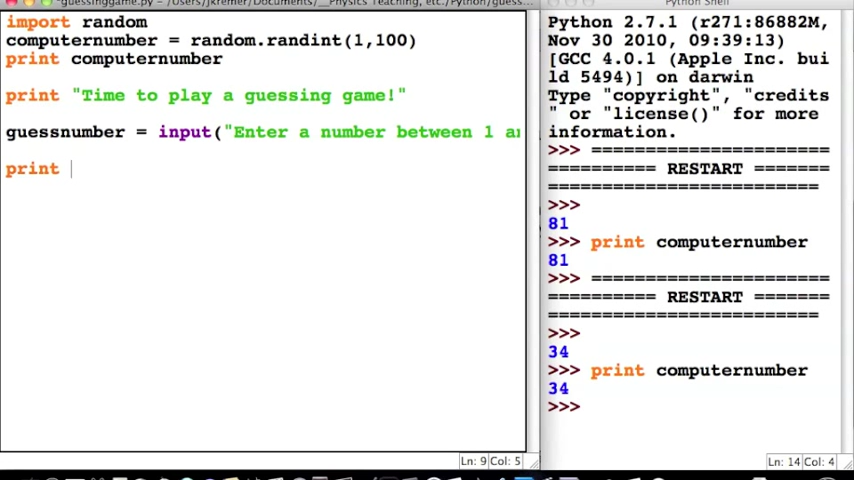 *guessinggame.py - /Users/jkremer/Documents/__Physics Teaching, etc./Python/guess...
import random
computernumber = random.randint(1,100)
print computernumber
print "Time to play a guessing game!"
guessnumber = input("Enter a number between 1 an
print
Ln: 9 Col: 5
Python Shell
Python 2.7.1 (r271:86882M,
Nov 30 2010, 09:39:13)
[GCC 4.0.1 (Apple Inc. bui
ld 5494)] on darwin
Type "copyright", "credits
" or "license()" for more
information.
>>> ======================
========== RESTART =======
=========================
>>>
81
>>> print computernumber
81
>>> ======================
========== RESTART =======
=========================
>>>
34
>>> print computernumber
34
>>>
Ln: 14 Col: 4